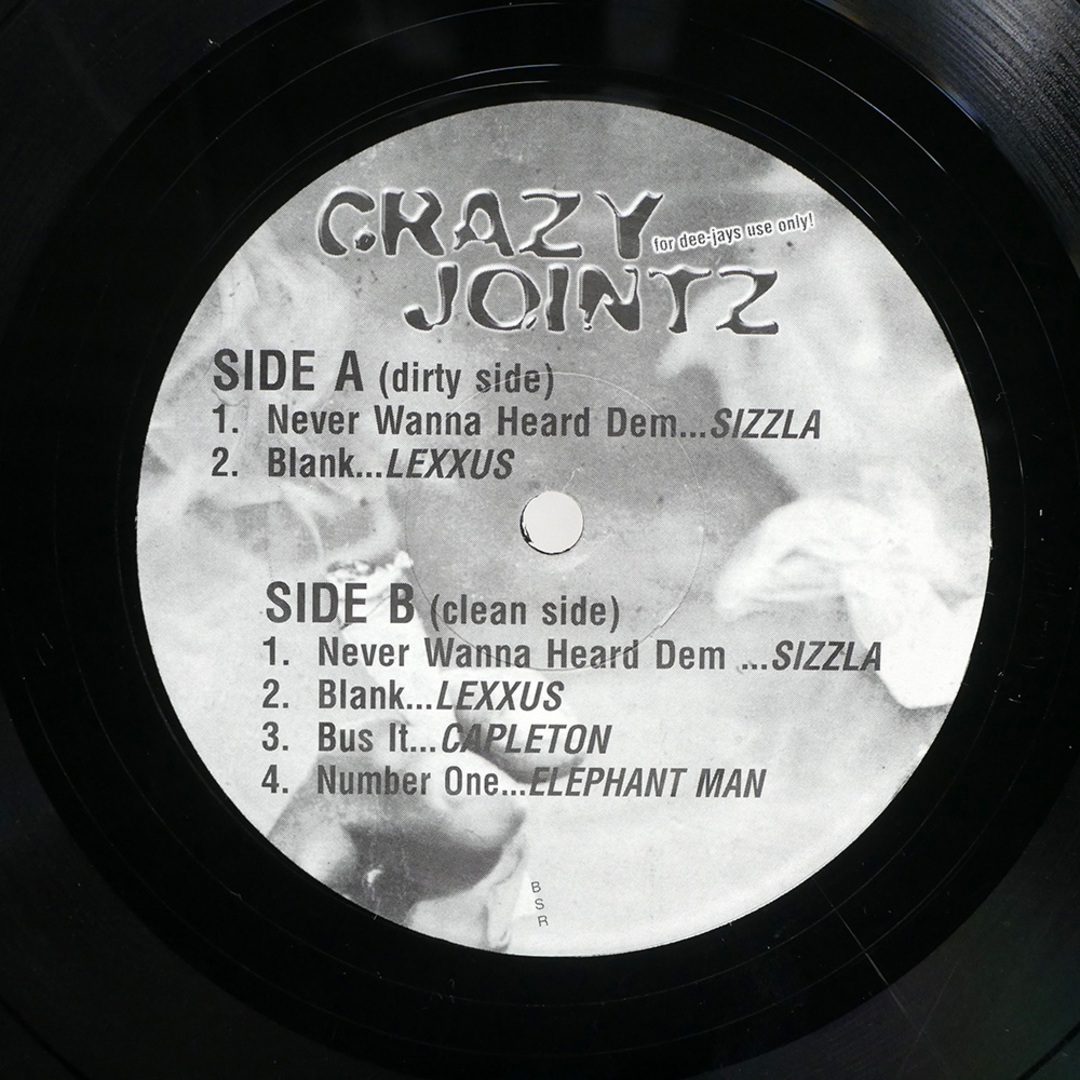 CRAZY
for dee-jays use only!
JOINTZ
SIDE A (dirty side)
1. Never Wanna Heard Dem...SIZZLA
2. Blank...LEXXUS
SIDE B (clean side)
1. Never Wanna Heard Dem ...SIZZLA
2. Blank...LEXXUS
3. Bus It...CAPLETON
4. Number One...ELEPHANT MAN
B
S
R